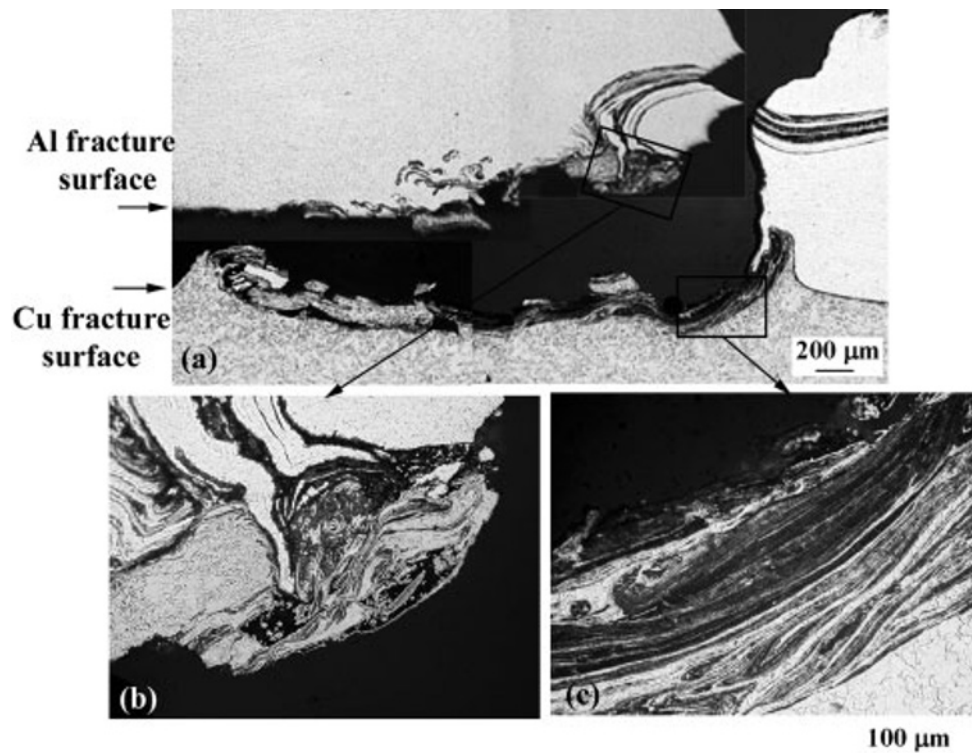 Al fracture
surface
Cu fracture
surface
(a)
200 μm
(b)
(c)
100 μm